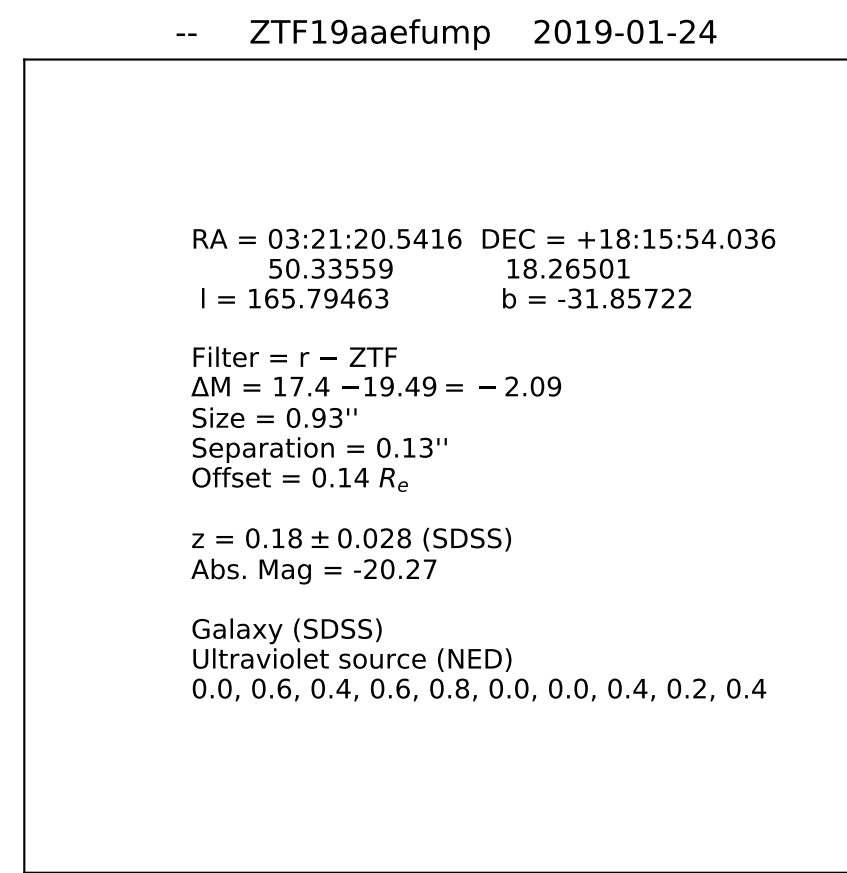 -- ZTF19aaefump 2019-01-24
RA = 03:21:20.5416 DEC = +18:15:54.036
50.33559 18.26501
l = 165.79463 b = -31.85722
Filter = r − ZTF
ΔM = 17.4 −19.49 = − 2.09
Size = 0.93''
Separation = 0.13''
Offset = 0.14 Re
z = 0.18 ± 0.028 (SDSS)
Abs. Mag = -20.27
Galaxy (SDSS)
Ultraviolet source (NED)
0.0, 0.6, 0.4, 0.6, 0.8, 0.0, 0.0, 0.4, 0.2, 0.4